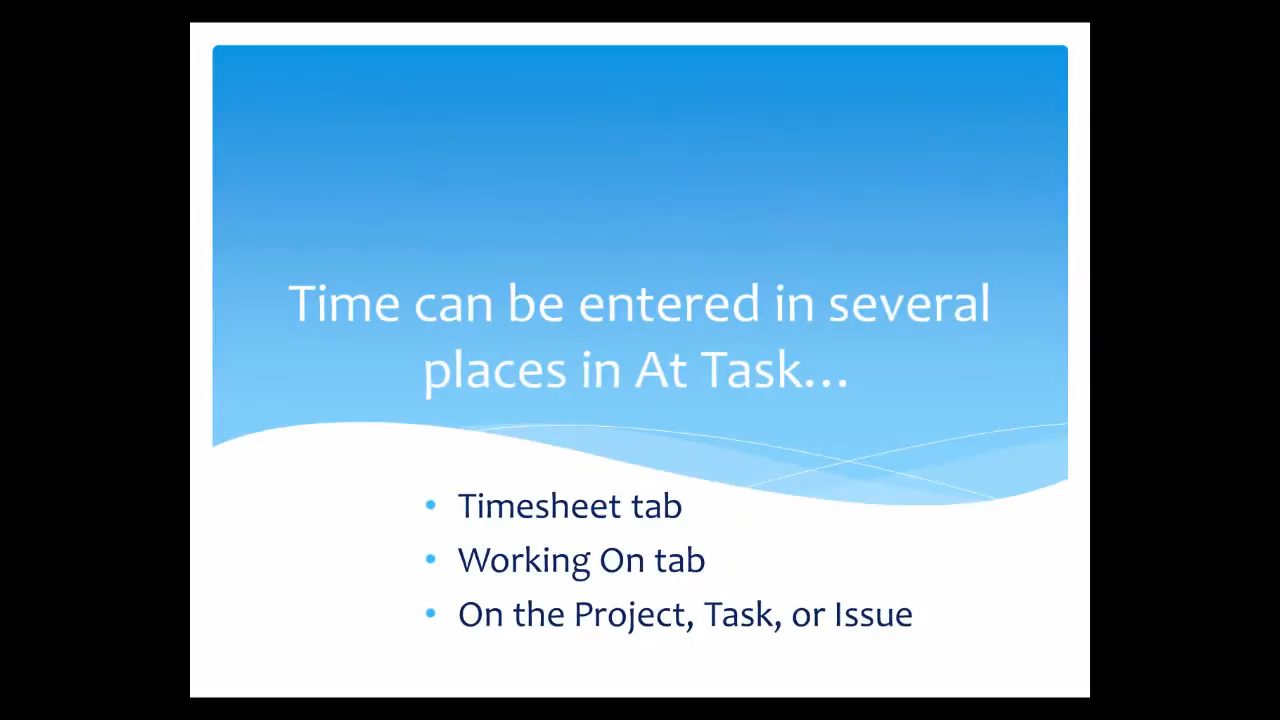 Time can be entered in several
places in At Task...
• Timesheet tab
• Working On tab
• On the Project, Task, or Issue